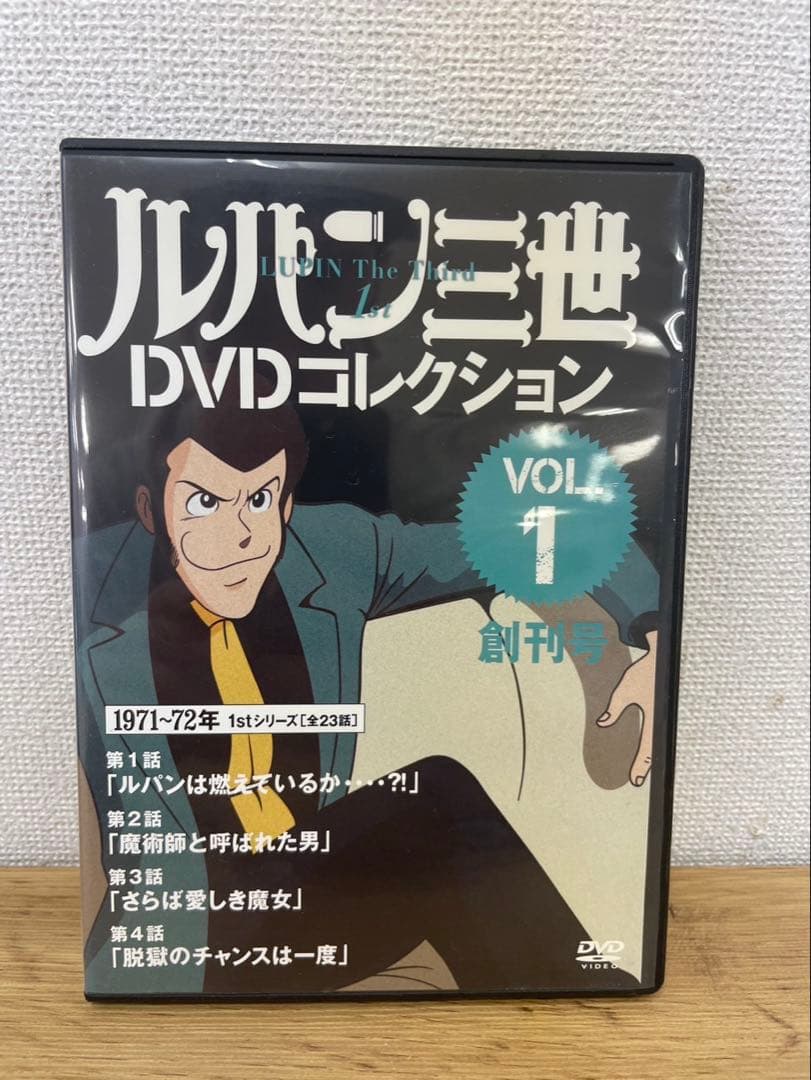 ルパン三世
LUPIN The Third
1st
DVDコレクション
VOL.
1
創刊号
1971~72年 1stシリーズ[全23話]
第1話
「ルパンは燃えているか‥‥?!」
第2話
「魔術師と呼ばれた男」
第3話
「さらば愛しき魔女」
第4話
「脱獄のチャンスは一度」
DVD
VIDEO